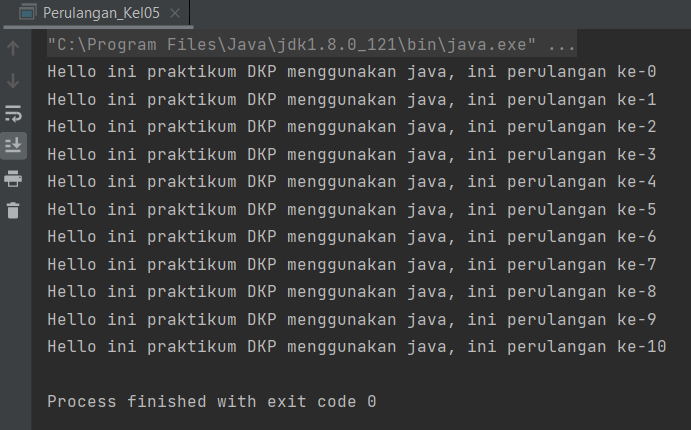 Perulangan_Kel05
"C:\Program Files\Java\jdk1.8.0_121\bin\java.exe" ...
Hello ini praktikum DKP menggunakan java, ini perulangan ke-0
Hello ini praktikum DKP menggunakan java, ini perulangan ke-1
Hello ini praktikum DKP menggunakan java, ini perulangan ke-2
Hello ini praktikum DKP menggunakan java, ini perulangan ke-3
Hello ini praktikum DKP menggunakan java, ini perulangan ke-4
Hello ini praktikum DKP menggunakan java, ini perulangan ke-5
Hello ini praktikum DKP menggunakan java, ini perulangan ke-6
Hello ini praktikum DKP menggunakan java, ini perulangan ke-7
Hello ini praktikum DKP menggunakan java, ini perulangan ke-8
Hello ini praktikum DKP menggunakan java, ini perulangan ke-9
Hello ini praktikum DKP menggunakan java, ini perulangan ke-10
Process finished with exit code 0